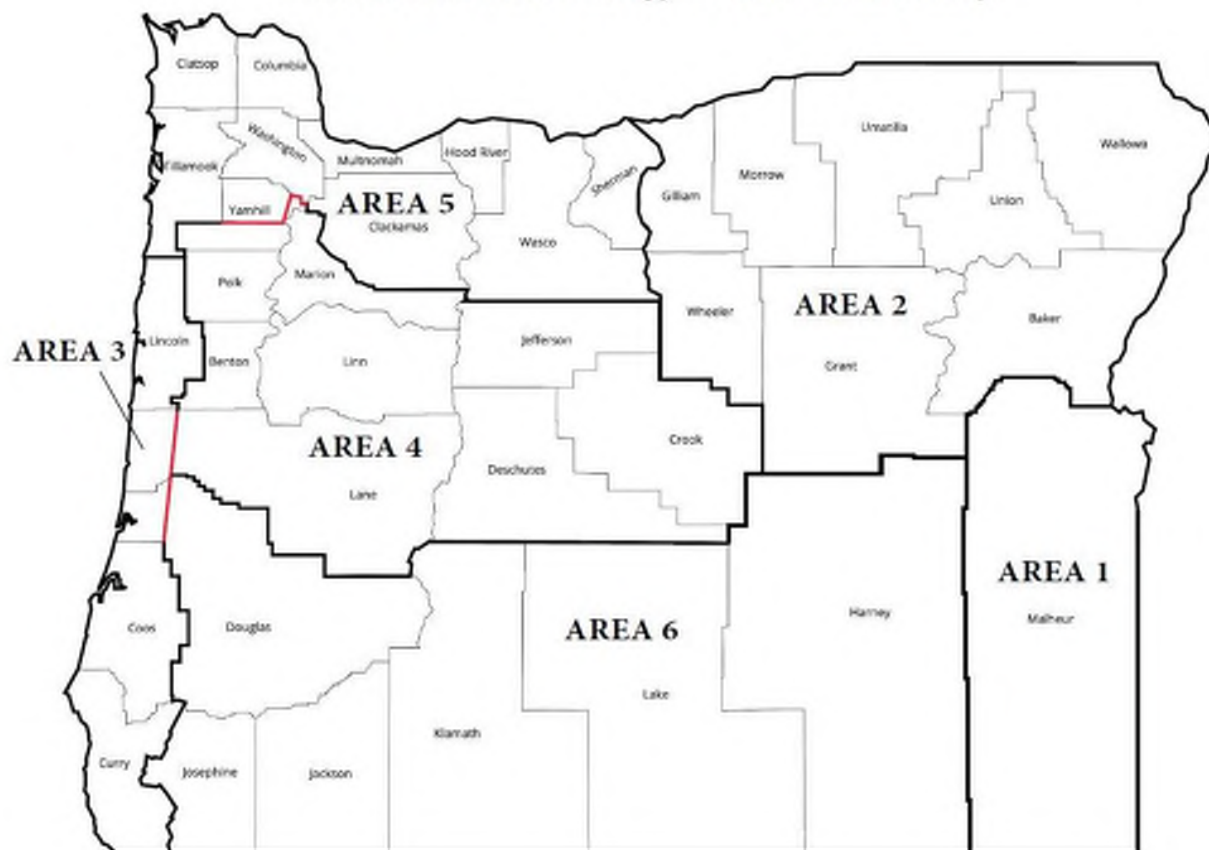 Clatsop
Columbia
Tillamook
Washington
Multnomah
Hood River
Sherman
Gilliam
Morrow
Umatilla
Union
Wallowa
Yamhill
AREA 5
Clackamas
Wasco
Polk
Marion
Wheeler
AREA 2
Grant
Baker
AREA 3
Lincoln
Benton
Linn
Jefferson
AREA 4
Lane
Deschutes
Crook
AREA 1
Malheur
Coos
Douglas
AREA 6
Lake
Harney
Curry
Josephine
Jackson
Klamath